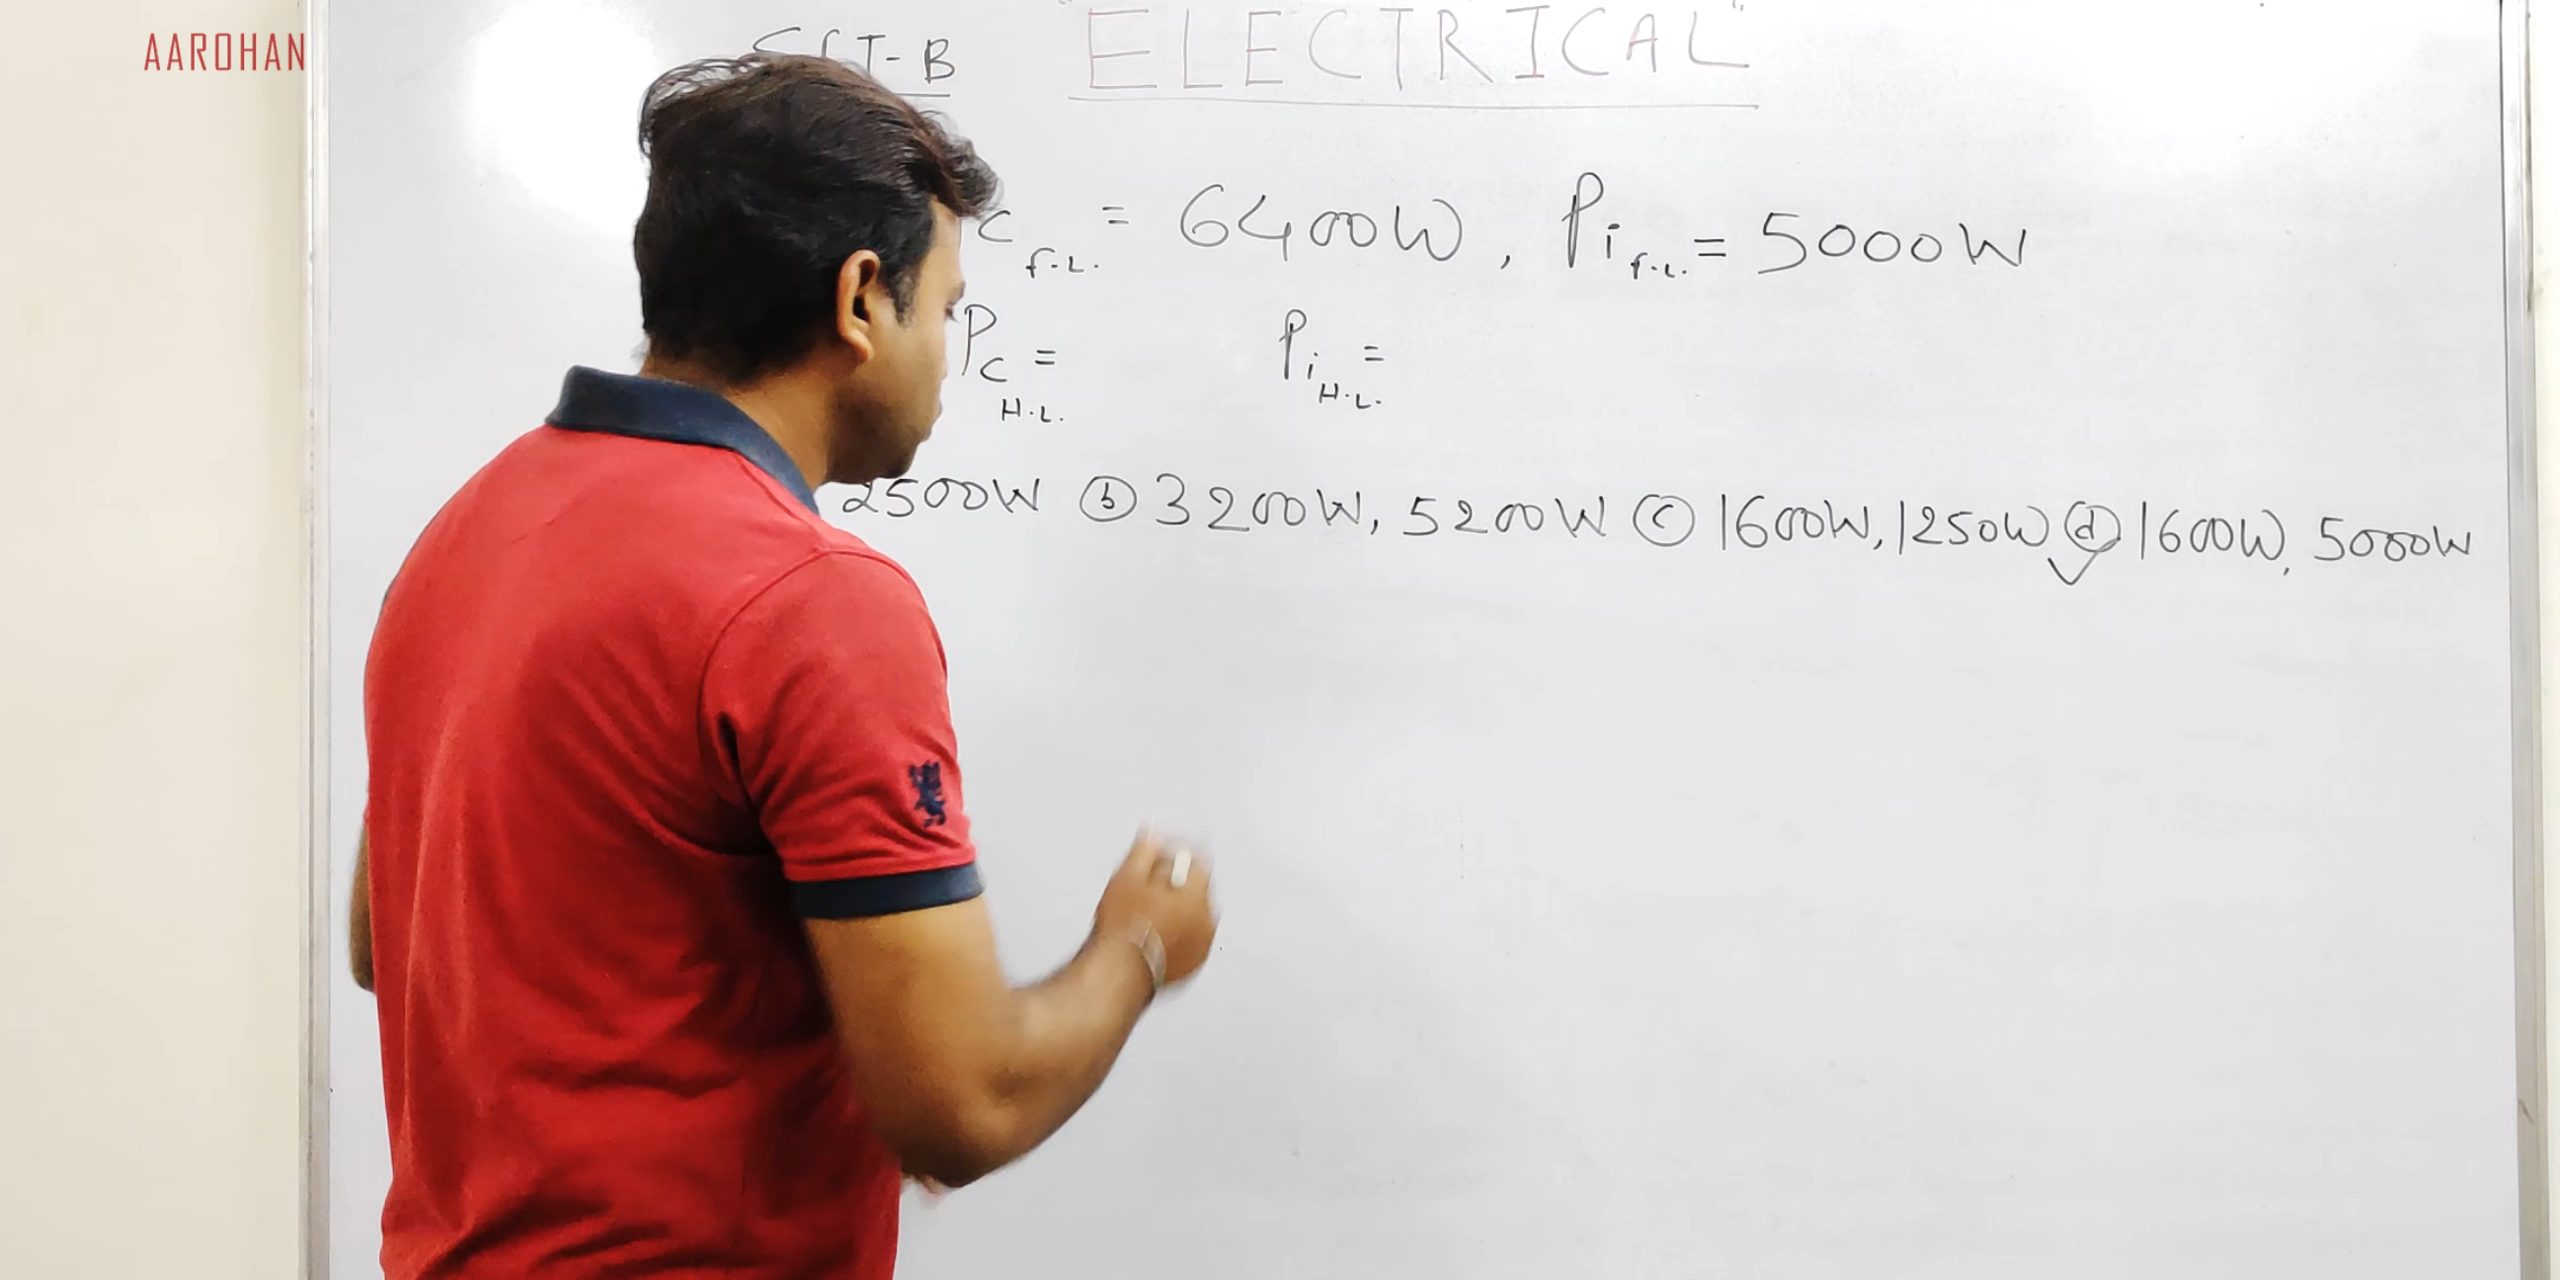 AAROHAN
T-B "ELECTRICAL"
c f.L. = 6400W, Pi f.L. = 5000W
Pc H.L. = Pi H.L. =
2500W (b) 3200W, 5200W (c) 1600W, 1250W (d) 1600W, 5000W